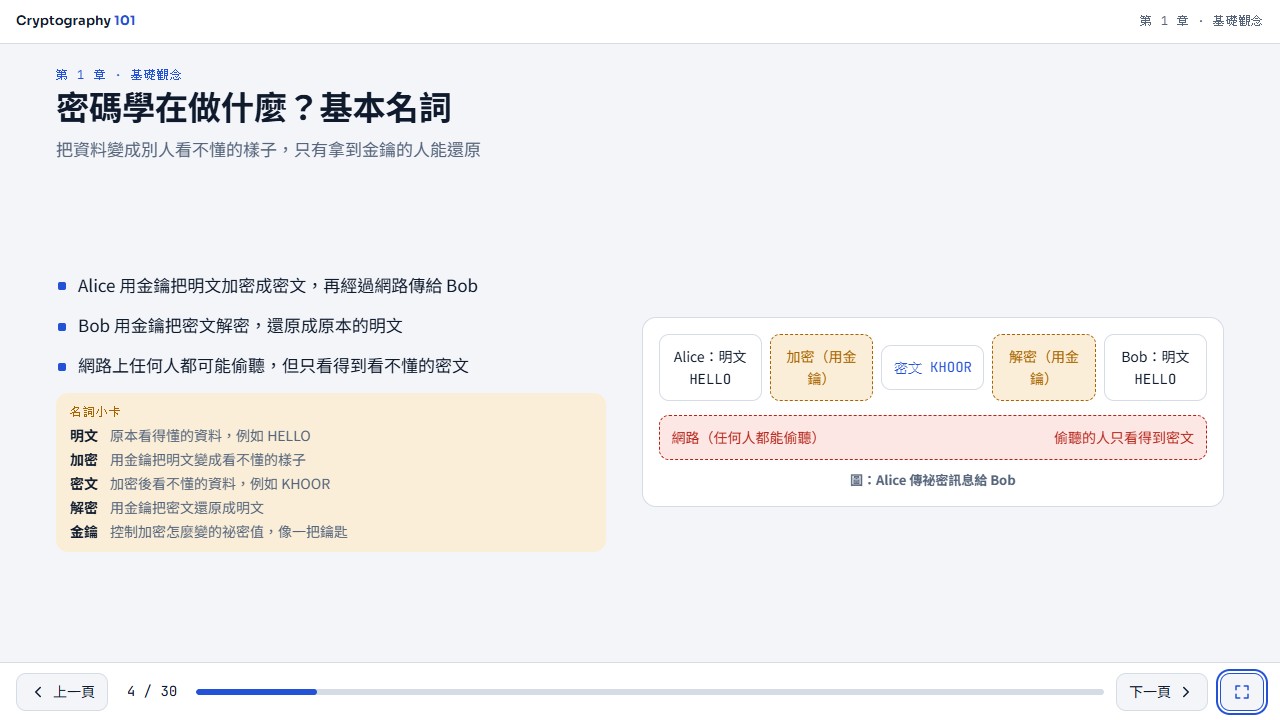 Cryptography 101
第 1 章 · 基礎觀念
第 1 章 · 基礎觀念
密碼學在做什麼？基本名詞
把資料變成別人看不懂的樣子，只有拿到金鑰的人能還原
Alice 用金鑰把明文加密成密文，再經過網路傳給 Bob
Bob 用金鑰把密文解密，還原成原本的明文
網路上任何人都可能偷聽，但只看得到看不懂的密文
名詞小卡
明文 原本看得懂的資料，例如 HELLO
加密 用金鑰把明文變成看不懂的樣子
密文 加密後看不懂的資料，例如 KHOOR
解密 用金鑰把密文還原成明文
金鑰 控制加密怎麼變的祕密值，像一把鑰匙
Alice：明文
HELLO
加密（用金
鑰）
密文 KHOOR
解密（用金
鑰）
Bob：明文
HELLO
網路（任何人都能偷聽） 偷聽的人只看得到密文
圖：Alice 傳祕密訊息給 Bob
上一頁
4 / 30
下一頁